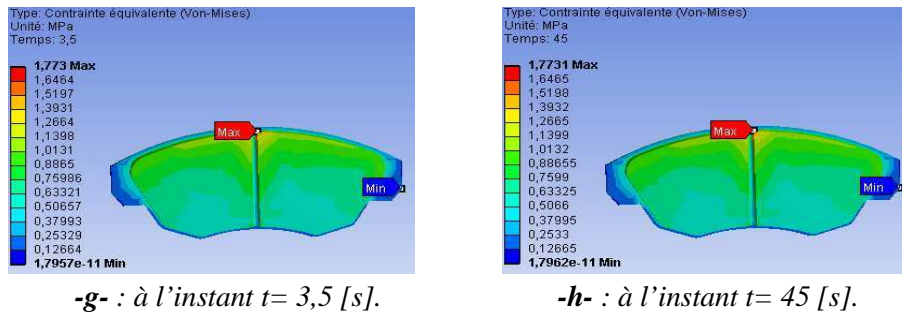 Type: Contrainte équivalente (Von-Mises)
Unité: MPa
Temps: 3,5
1,773 Max
1,6464
1,5197
1,3931
1,2664
1,1398
1,0131
0,8865
0,75986
0,63321
0,50657
0,37993
0,25329
0,12664
1,7957e-11 Min
Max
Min
-g- : à l'instant t= 3,5 [s].
Type: Contrainte équivalente (Von-Mises)
Unité: MPa
Temps: 45
1,7731 Max
1,6465
1,5198
1,3932
1,2665
1,1399
1,0132
0,88655
0,7599
0,63325
0,5066
0,37995
0,2533
0,12665
1,7962e-11 Min
Max
Min
-h- : à l'instant t= 45 [s].